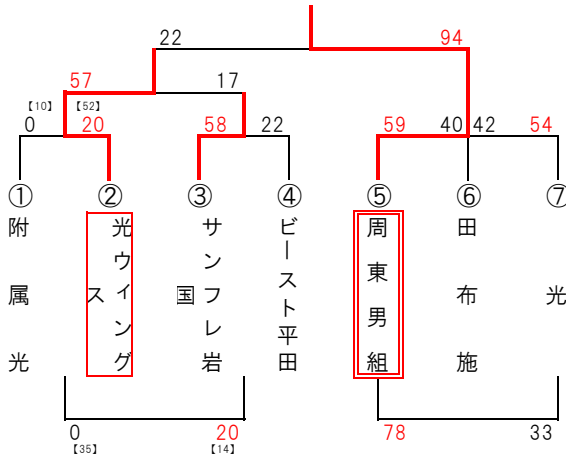 22 94
57 17
【10】 【52】
0 20 58 22 59 40 42 54
① ② ③ ④ ⑤ ⑥ ⑦
附属光
光ウィングス
サンフレ岩国
ビースト平田
周東男組
田布施
光
0 20 78 33
【35】 【14】